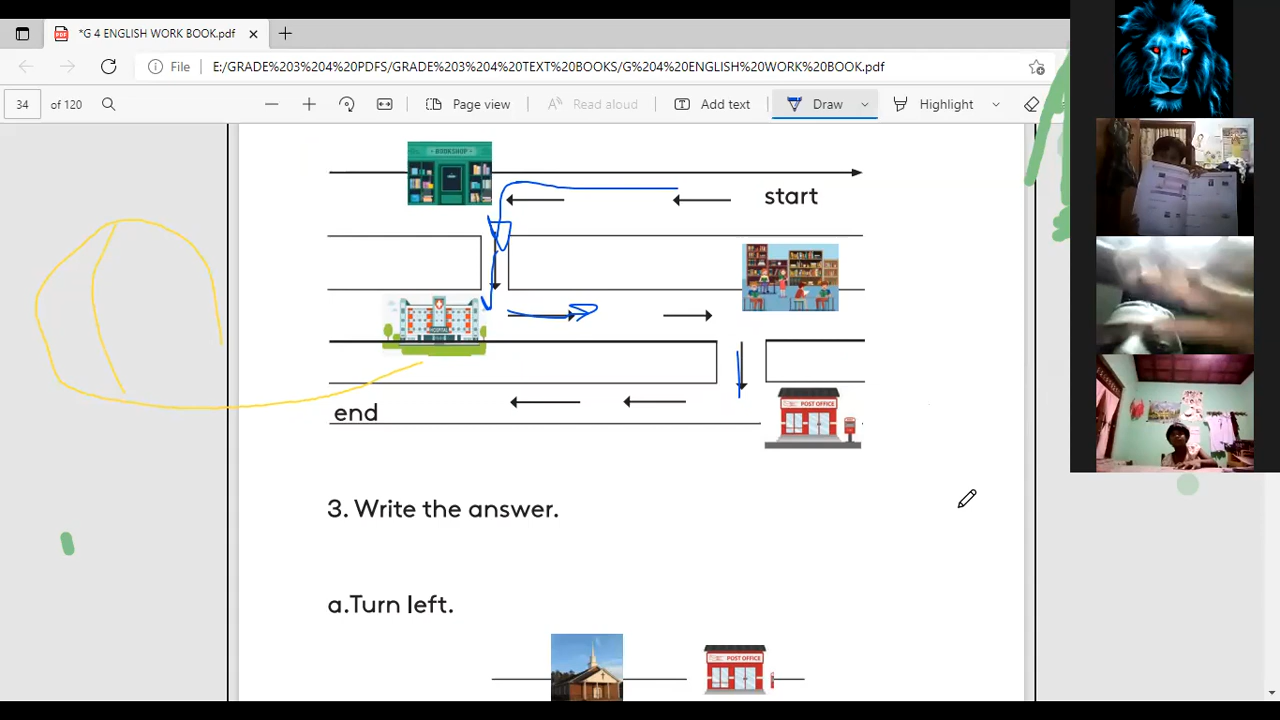 *G 4 ENGLISH WORK BOOK.pdf
File
E:/GRADE%203%204%20PDFS/GRADE%203%204%20TEXT%20BOOKS/G%204%20ENGLISH%20WORK%20BOOK.pdf
34 of 120
Page view
Read aloud
Add text
Draw
Highlight
BOOKSHOP
start
HOSPITAL
POST OFFICE
end
3. Write the answer.
a.Turn left.
POST OFFICE